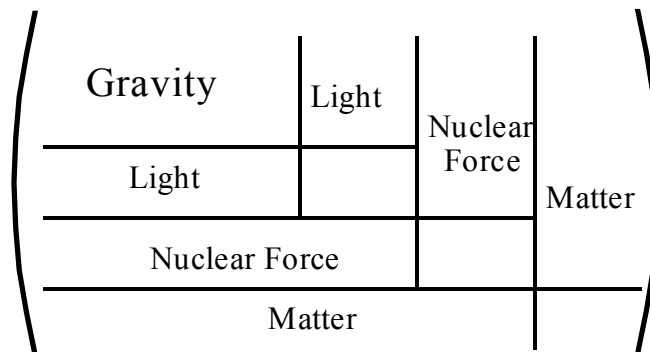 Gravity
Light
Nuclear
Force
Matter
Light
Nuclear Force
Matter